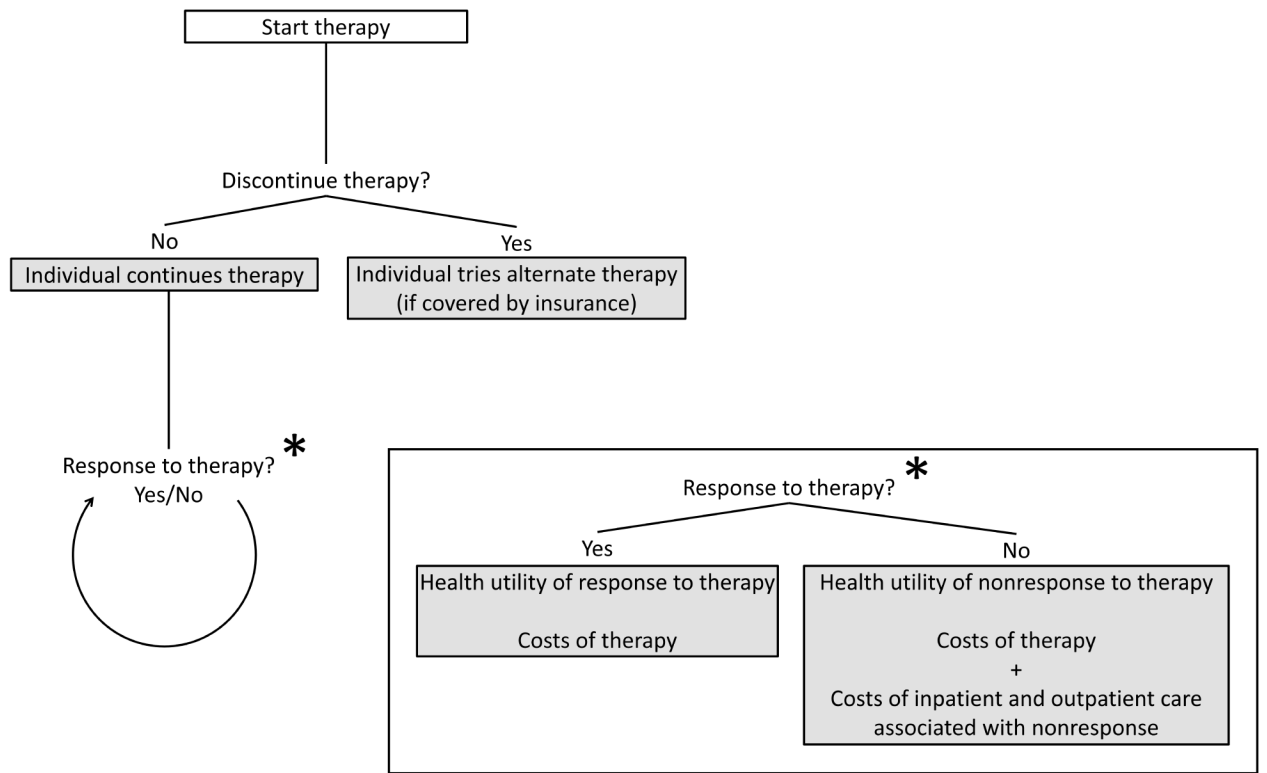 Start therapy
Discontinue therapy?
No
Yes
Individual continues therapy
Individual tries alternate therapy
(if covered by insurance)
Response to therapy? *
Yes/No
Response to therapy? *
Yes
No
Health utility of response to therapy
Costs of therapy
Health utility of nonresponse to therapy
Costs of therapy
+
Costs of inpatient and outpatient care
associated with nonresponse